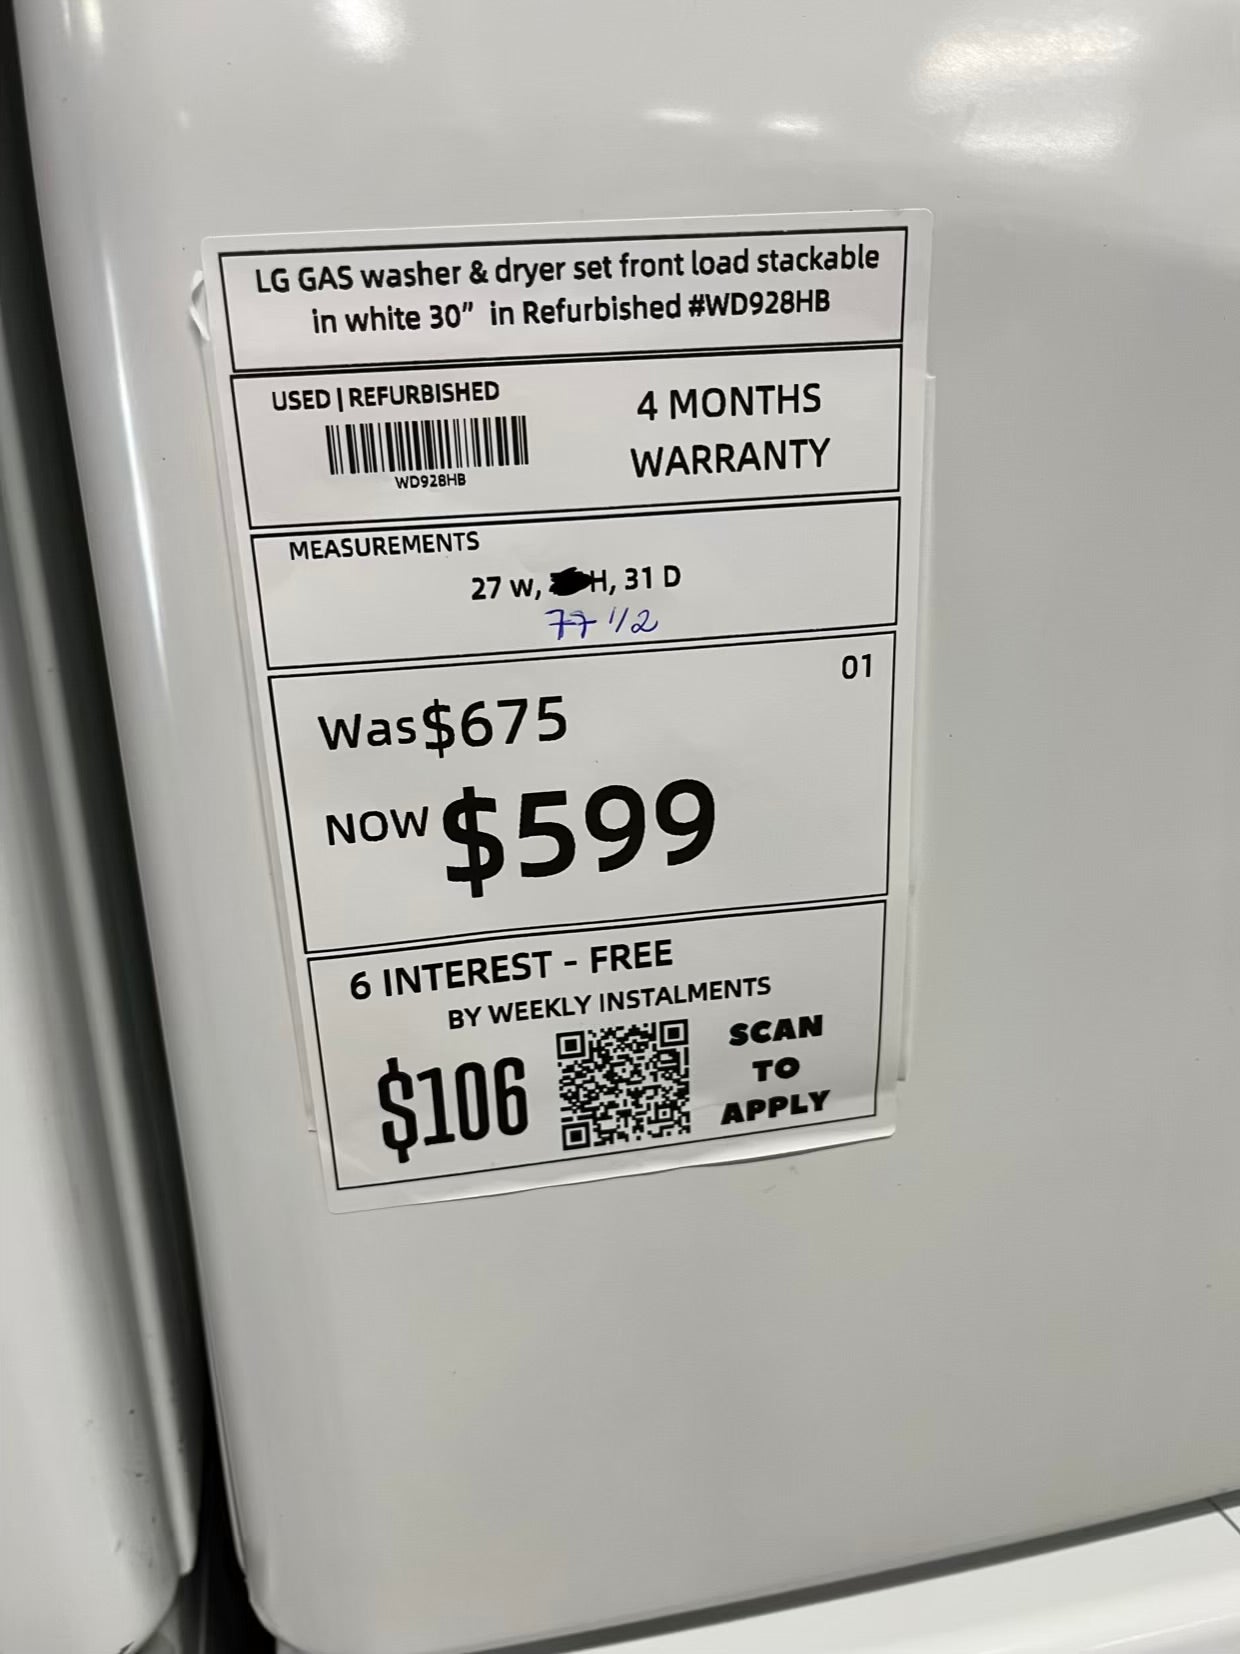 LG GAS washer & dryer set front load stackable
in white 30” in Refurbished #WD928HB
USED | REFURBISHED
WD928HB
4 MONTHS
WARRANTY
MEASUREMENTS
27 W, H, 31 D
77 1/2
01
Was $675
NOW $599
6 INTEREST - FREE
BY WEEKLY INSTALMENTS
$106
SCAN
TO
APPLY